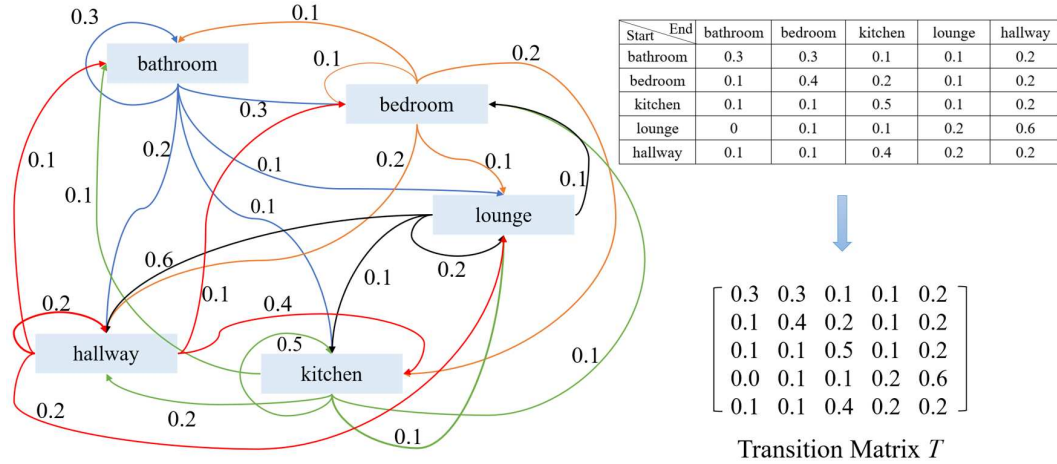 0.3
0.1
bathroom
0.1
0.2
bedroom
0.3
0.1
0.2
0.2
0.1
0.1
0.1
0.1
lounge
0.1
0.6
0.1
0.2
0.2
0.1
0.4
hallway
0.5
kitchen
0.1
0.2
0.2
0.1
Start End bathroom bedroom kitchen lounge hallway
bathroom 0.3 0.3 0.1 0.1 0.2
bedroom 0.1 0.4 0.2 0.1 0.2
kitchen 0.1 0.1 0.5 0.1 0.2
lounge 0 0.1 0.1 0.2 0.6
hallway 0.1 0.1 0.4 0.2 0.2
0.3 0.3 0.1 0.1 0.2
0.1 0.4 0.2 0.1 0.2
0.1 0.1 0.5 0.1 0.2
0.0 0.1 0.1 0.2 0.6
0.1 0.1 0.4 0.2 0.2
Transition Matrix T